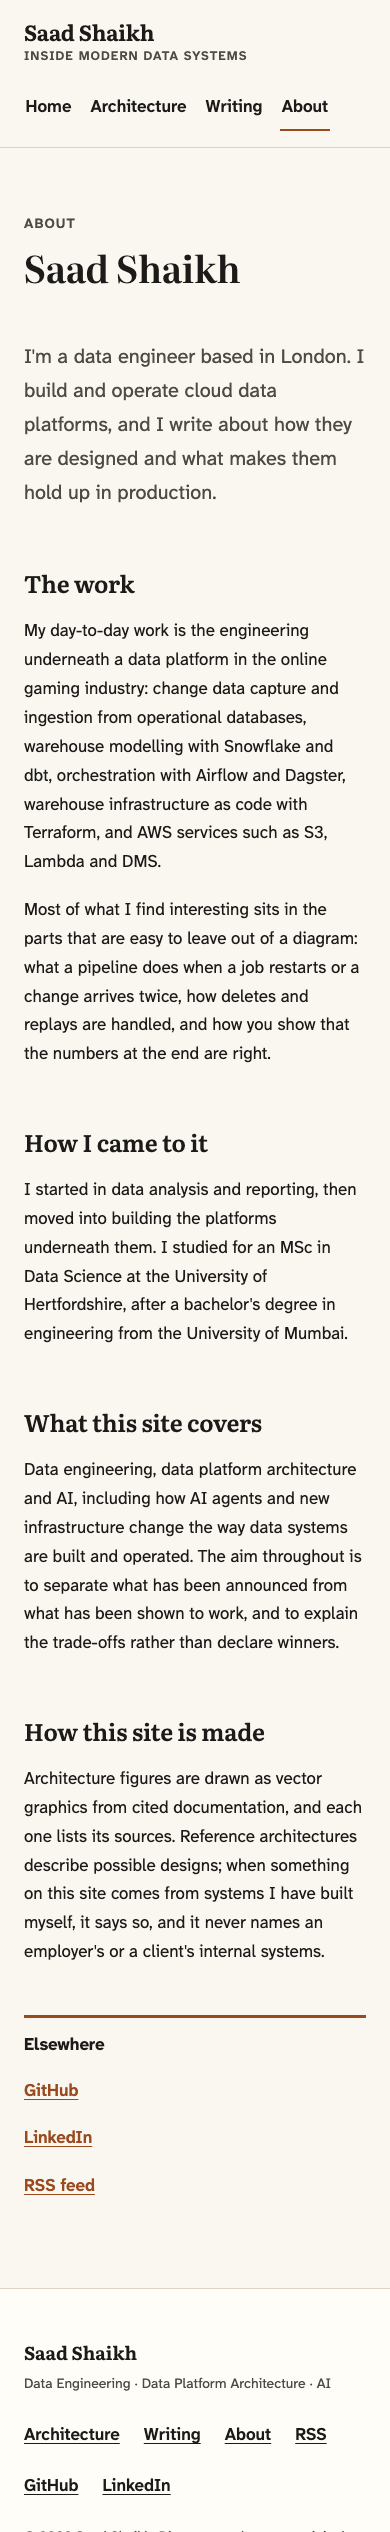 Saad Shaikh
INSIDE MODERN DATA SYSTEMS
Home Architecture Writing About
ABOUT
Saad Shaikh
I'm a data engineer based in London. I
build and operate cloud data
platforms, and I write about how they
are designed and what makes them
hold up in production.
The work
My day-to-day work is the engineering
underneath a data platform in the online
gaming industry: change data capture and
ingestion from operational databases,
warehouse modelling with Snowflake and
dbt, orchestration with Airflow and Dagster,
warehouse infrastructure as code with
Terraform, and AWS services such as S3,
Lambda and DMS.
Most of what I find interesting sits in the
parts that are easy to leave out of a diagram:
what a pipeline does when a job restarts or a
change arrives twice, how deletes and
replays are handled, and how you show that
the numbers at the end are right.
How I came to it
I started in data analysis and reporting, then
moved into building the platforms
underneath them. I studied for an MSc in
Data Science at the University of
Hertfordshire, after a bachelor's degree in
engineering from the University of Mumbai.
What this site covers
Data engineering, data platform architecture
and AI, including how AI agents and new
infrastructure change the way data systems
are built and operated. The aim throughout is
to separate what has been announced from
what has been shown to work, and to explain
the trade-offs rather than declare winners.
How this site is made
Architecture figures are drawn as vector
graphics from cited documentation, and each
one lists its sources. Reference architectures
describe possible designs; when something
on this site comes from systems I have built
myself, it says so, and it never names an
employer's or a client's internal systems.
Elsewhere
GitHub
LinkedIn
RSS feed
Saad Shaikh
Data Engineering · Data Platform Architecture · AI
Architecture Writing About RSS
GitHub LinkedIn